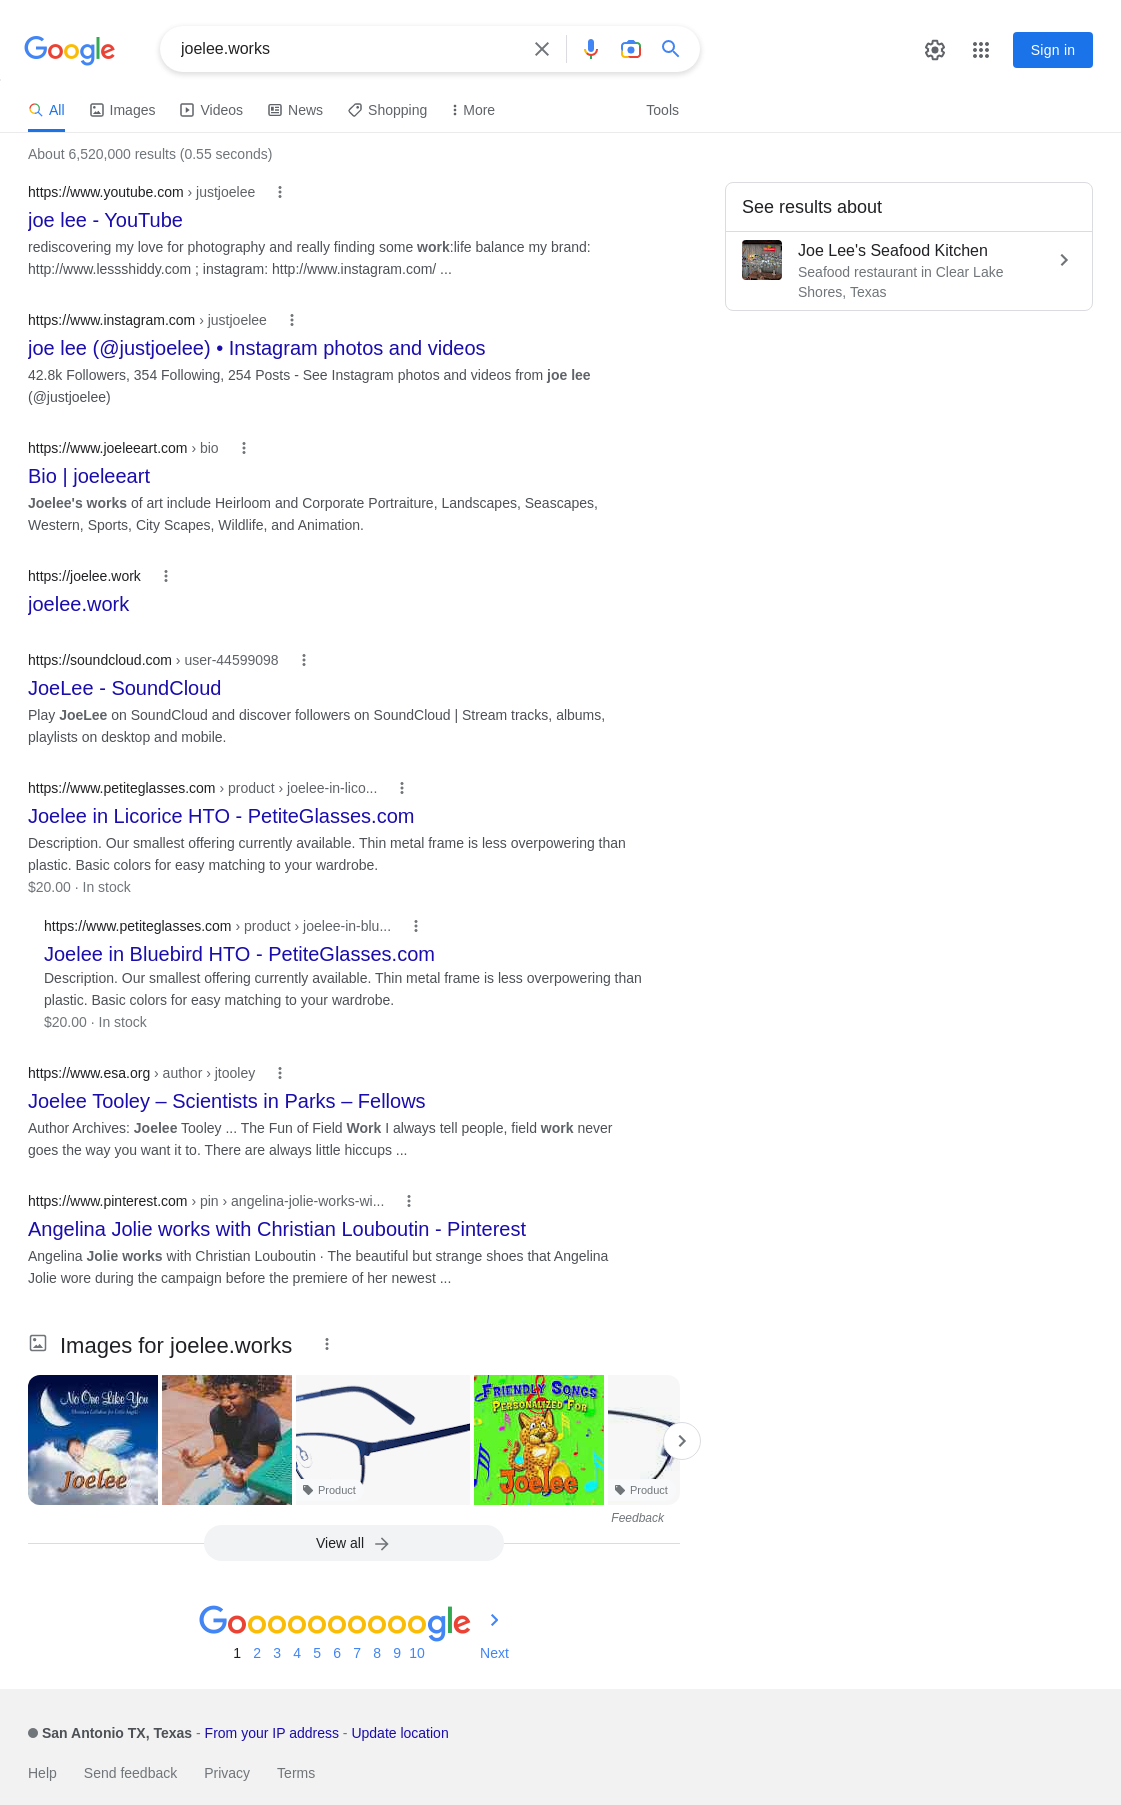 Google
joelee.works
Sign in
All
Images
Videos
News
Shopping
More
Tools
About 6,520,000 results (0.55 seconds)
https://www.youtube.com › justjoelee
joe lee - YouTube
rediscovering my love for photography and really finding some work:life balance my brand:
http://www.lessshiddy.com ; instagram: http://www.instagram.com/ ...
https://www.instagram.com › justjoelee
joe lee (@justjoelee) • Instagram photos and videos
42.8k Followers, 354 Following, 254 Posts - See Instagram photos and videos from joe lee
(@justjoelee)
https://www.joeleeart.com › bio
Bio | joeleeart
Joelee's works of art include Heirloom and Corporate Portraiture, Landscapes, Seascapes,
Western, Sports, City Scapes, Wildlife, and Animation.
https://joelee.work
joelee.work
https://soundcloud.com › user-44599098
JoeLee - SoundCloud
Play JoeLee on SoundCloud and discover followers on SoundCloud | Stream tracks, albums,
playlists on desktop and mobile.
https://www.petiteglasses.com › product › joelee-in-lico...
Joelee in Licorice HTO - PetiteGlasses.com
Description. Our smallest offering currently available. Thin metal frame is less overpowering than
plastic. Basic colors for easy matching to your wardrobe.
$20.00 · In stock
https://www.petiteglasses.com › product › joelee-in-blu...
Joelee in Bluebird HTO - PetiteGlasses.com
Description. Our smallest offering currently available. Thin metal frame is less overpowering than
plastic. Basic colors for easy matching to your wardrobe.
$20.00 · In stock
https://www.esa.org › author › jtooley
Joelee Tooley – Scientists in Parks – Fellows
Author Archives: Joelee Tooley ... The Fun of Field Work I always tell people, field work never
goes the way you want it to. There are always little hiccups ...
https://www.pinterest.com › pin › angelina-jolie-works-wi...
Angelina Jolie works with Christian Louboutin - Pinterest
Angelina Jolie works with Christian Louboutin · The beautiful but strange shoes that Angelina
Jolie wore during the campaign before the premiere of her newest ...
See results about
Joe Lee's Seafood Kitchen
Seafood restaurant in Clear Lake
Shores, Texas
Images for joelee.works
No One Like You
Christian Lullabies for Little Angels
Joelee
Product
FRIENDLY SONGS
PERSONALIZED FOR
Joelee
Product
Feedback
View all
Goooooooooogle
1 2 3 4 5 6 7 8 9 10 Next
San Antonio TX, Texas - From your IP address - Update location
Help Send feedback Privacy Terms